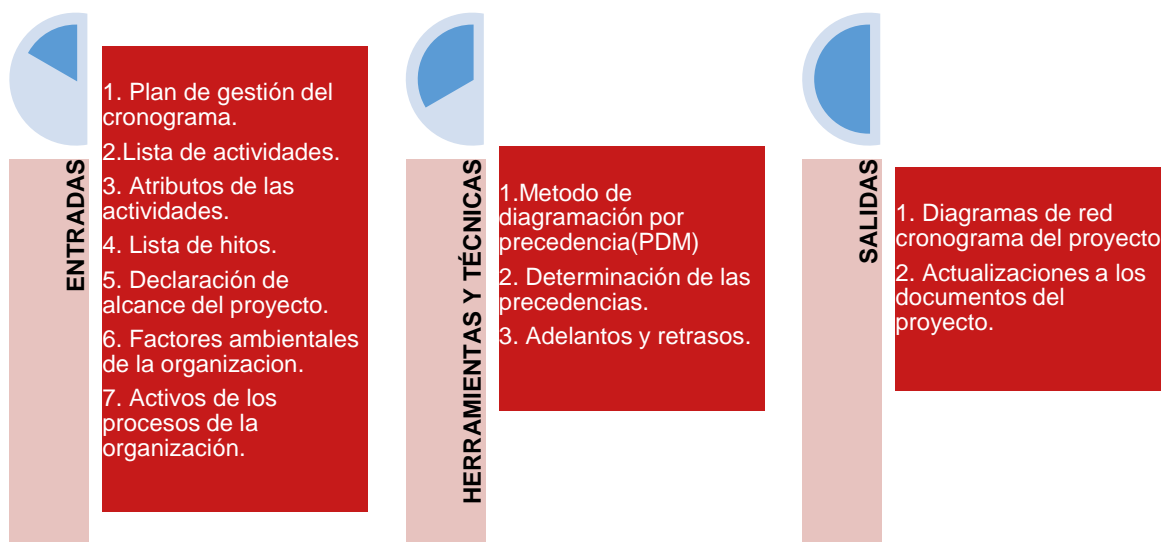 ENTRADAS
1. Plan de gestión del
cronograma.
2.Lista de actividades.
3. Atributos de las
actividades.
4. Lista de hitos.
5. Declaración de
alcance del proyecto.
6. Factores ambientales
de la organizacion.
7. Activos de los
procesos de la
organización.
HERRAMIENTAS Y TÉCNICAS
1.Metodo de
diagramación por
precedencia(PDM)
2. Determinación de las
precedencias.
3. Adelantos y retrasos.
SALIDAS
1. Diagramas de red
cronograma del proyecto
2. Actualizaciones a los
documentos del
proyecto.